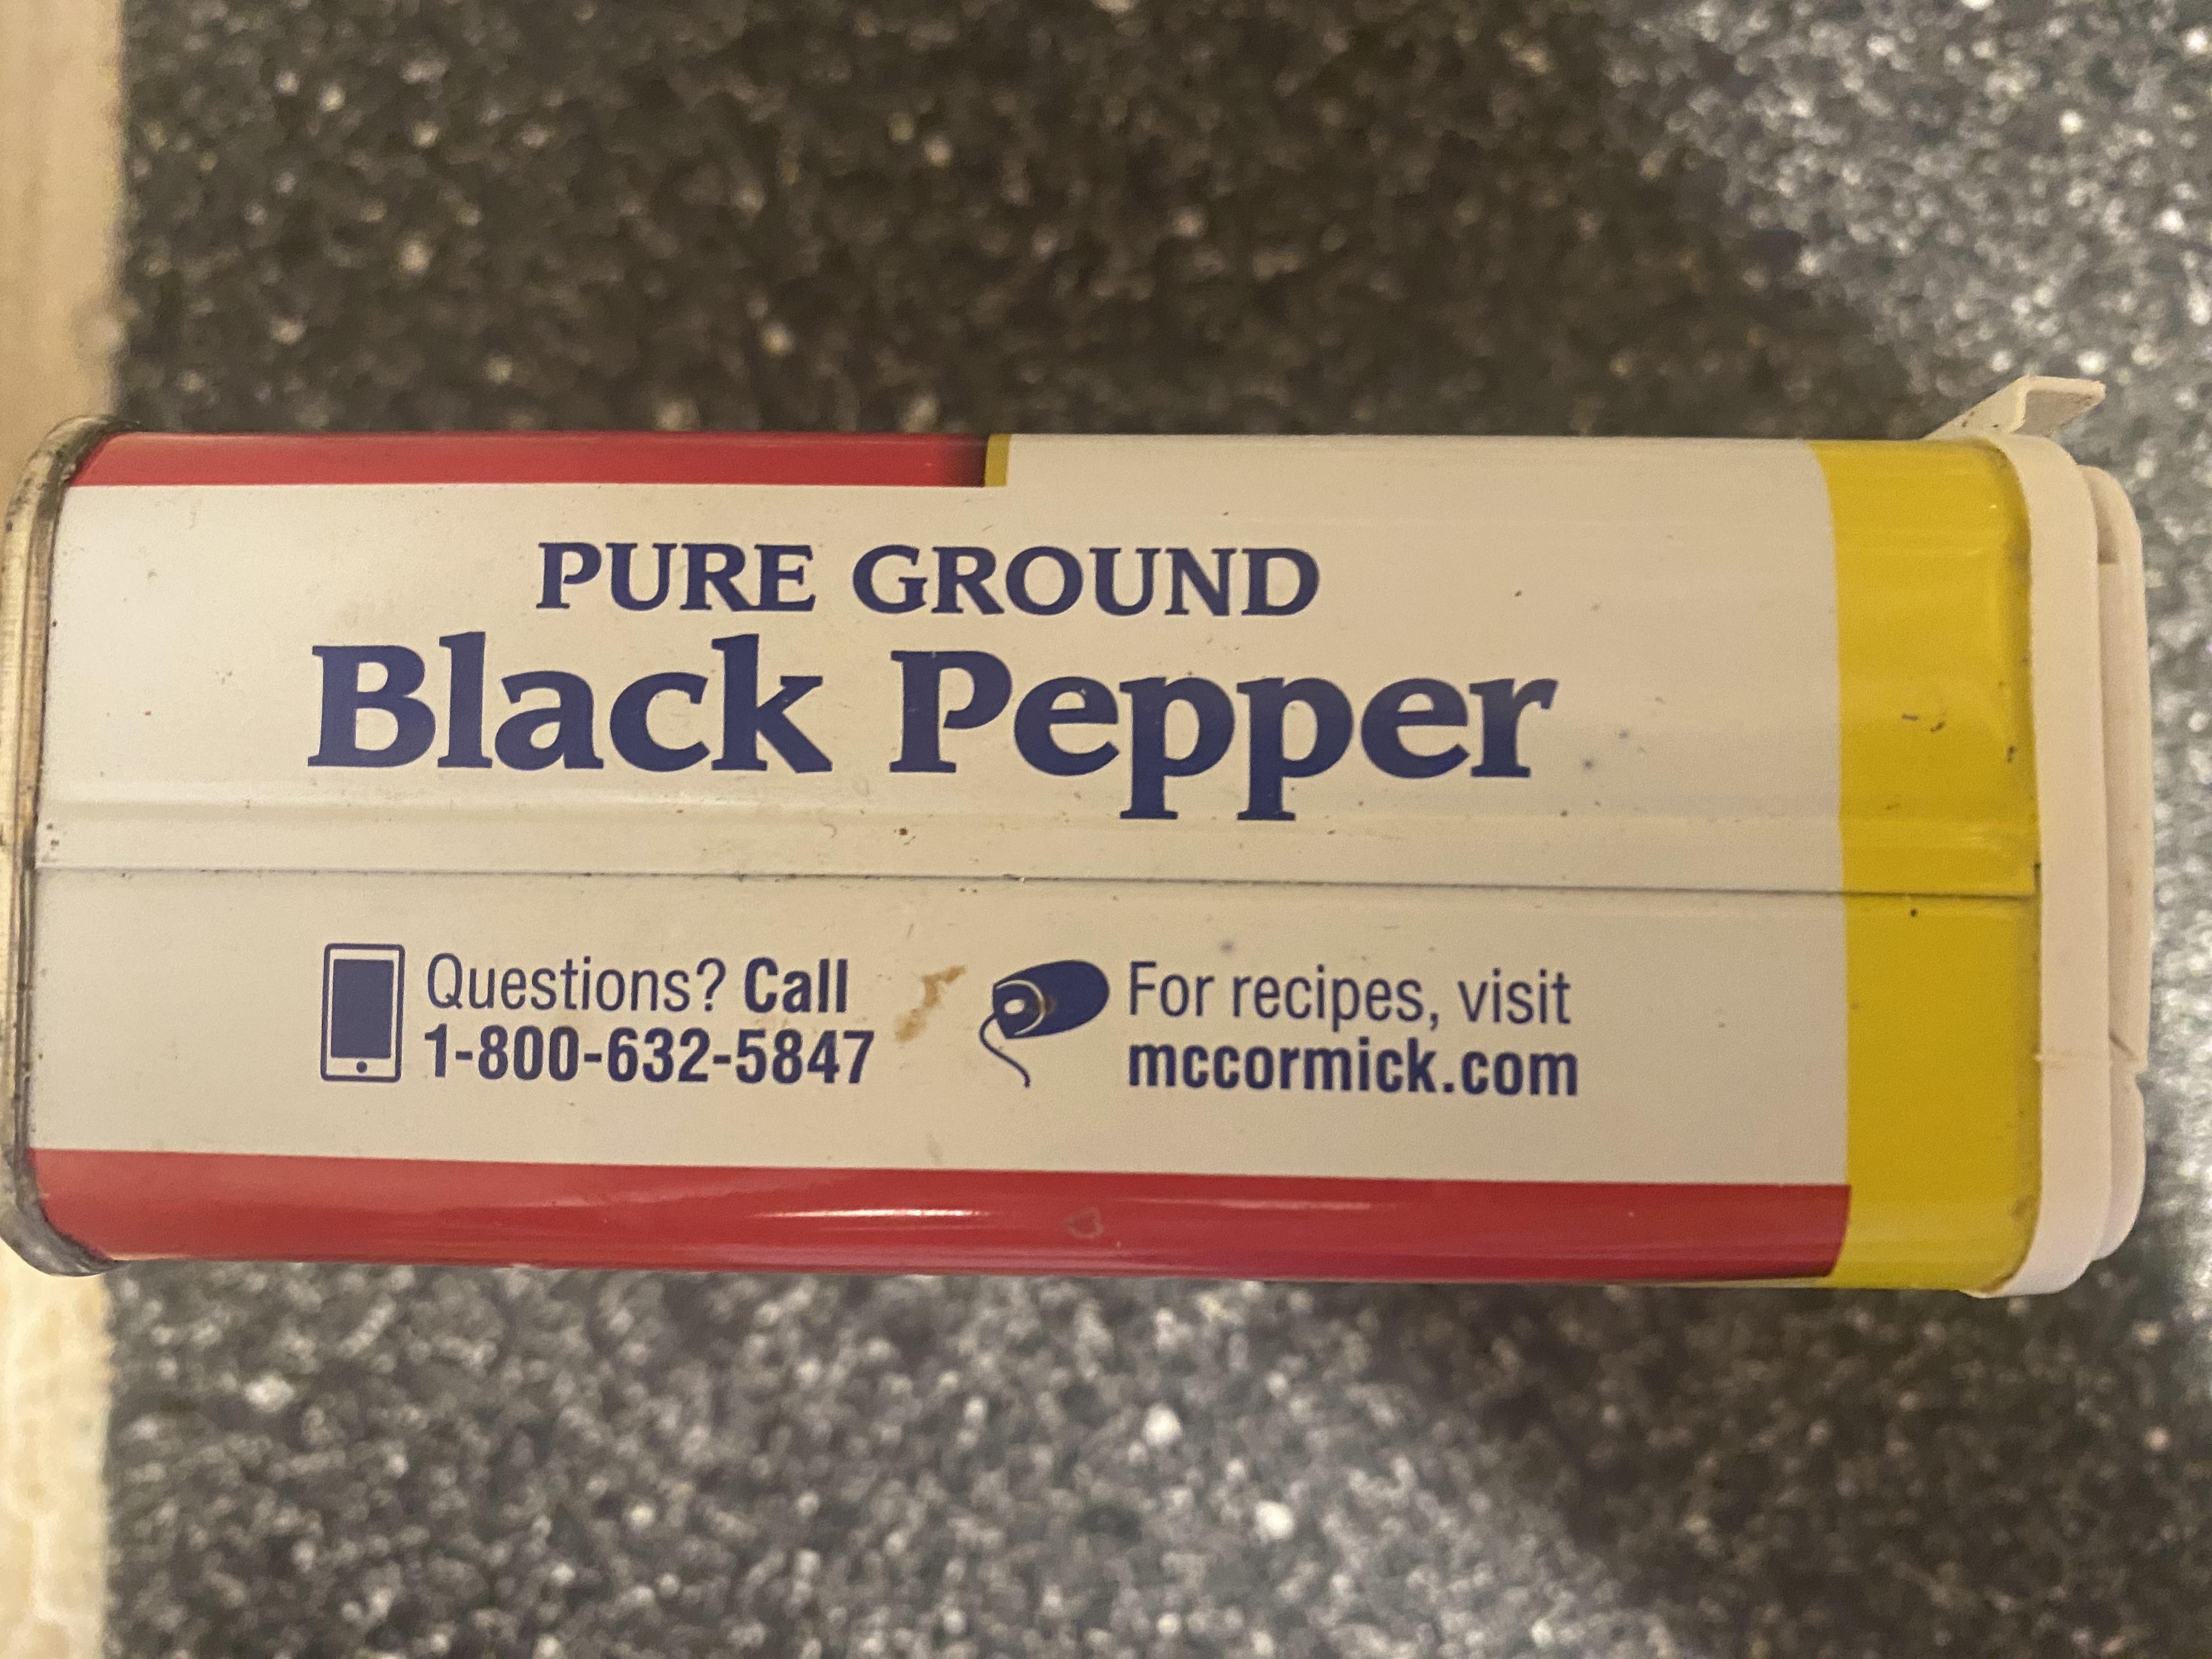 PURE GROUND
Black Pepper
Questions? Call
1-800-632-5847
For recipes, visit
mccormick.com